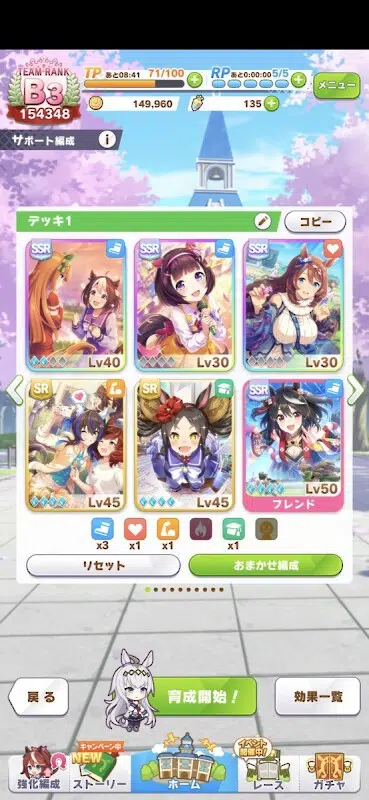 TEAM RANK
B3
154348
TP あと08:41 71/100
RP あと0:00:00 5/5
メニュー
149,960
135
サポート編成 i
デッキ1
コピー
SSR
Lv40
SSR
Lv30
SSR
Lv30
SR
Lv45
SR
Lv45
SSR
Lv50
フレンド
x3 x1 x1 x1
リセット
おまかせ編成
戻る
育成開始！
効果一覧
キャンペーン中
NEW
イベント
開催中！
強化編成
ストーリー
ホーム
レース
ガチャ